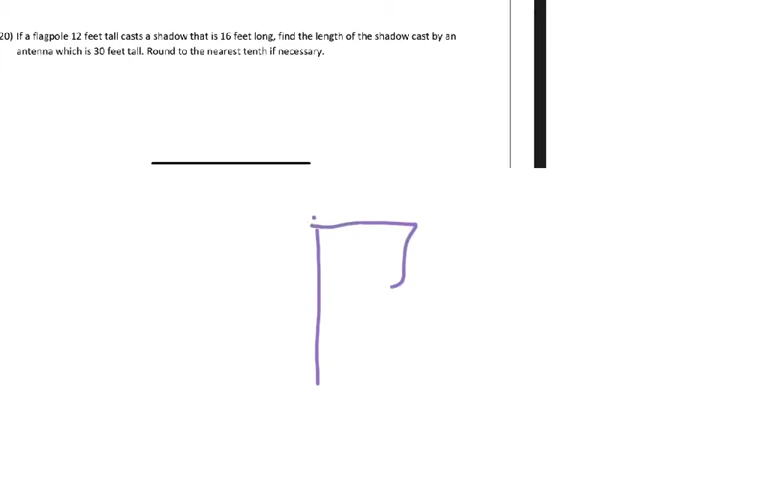 20) If a flagpole 12 feet tall casts a shadow that is 16 feet long, find the length of the shadow cast by an
antenna which is 30 feet tall. Round to the nearest tenth if necessary.